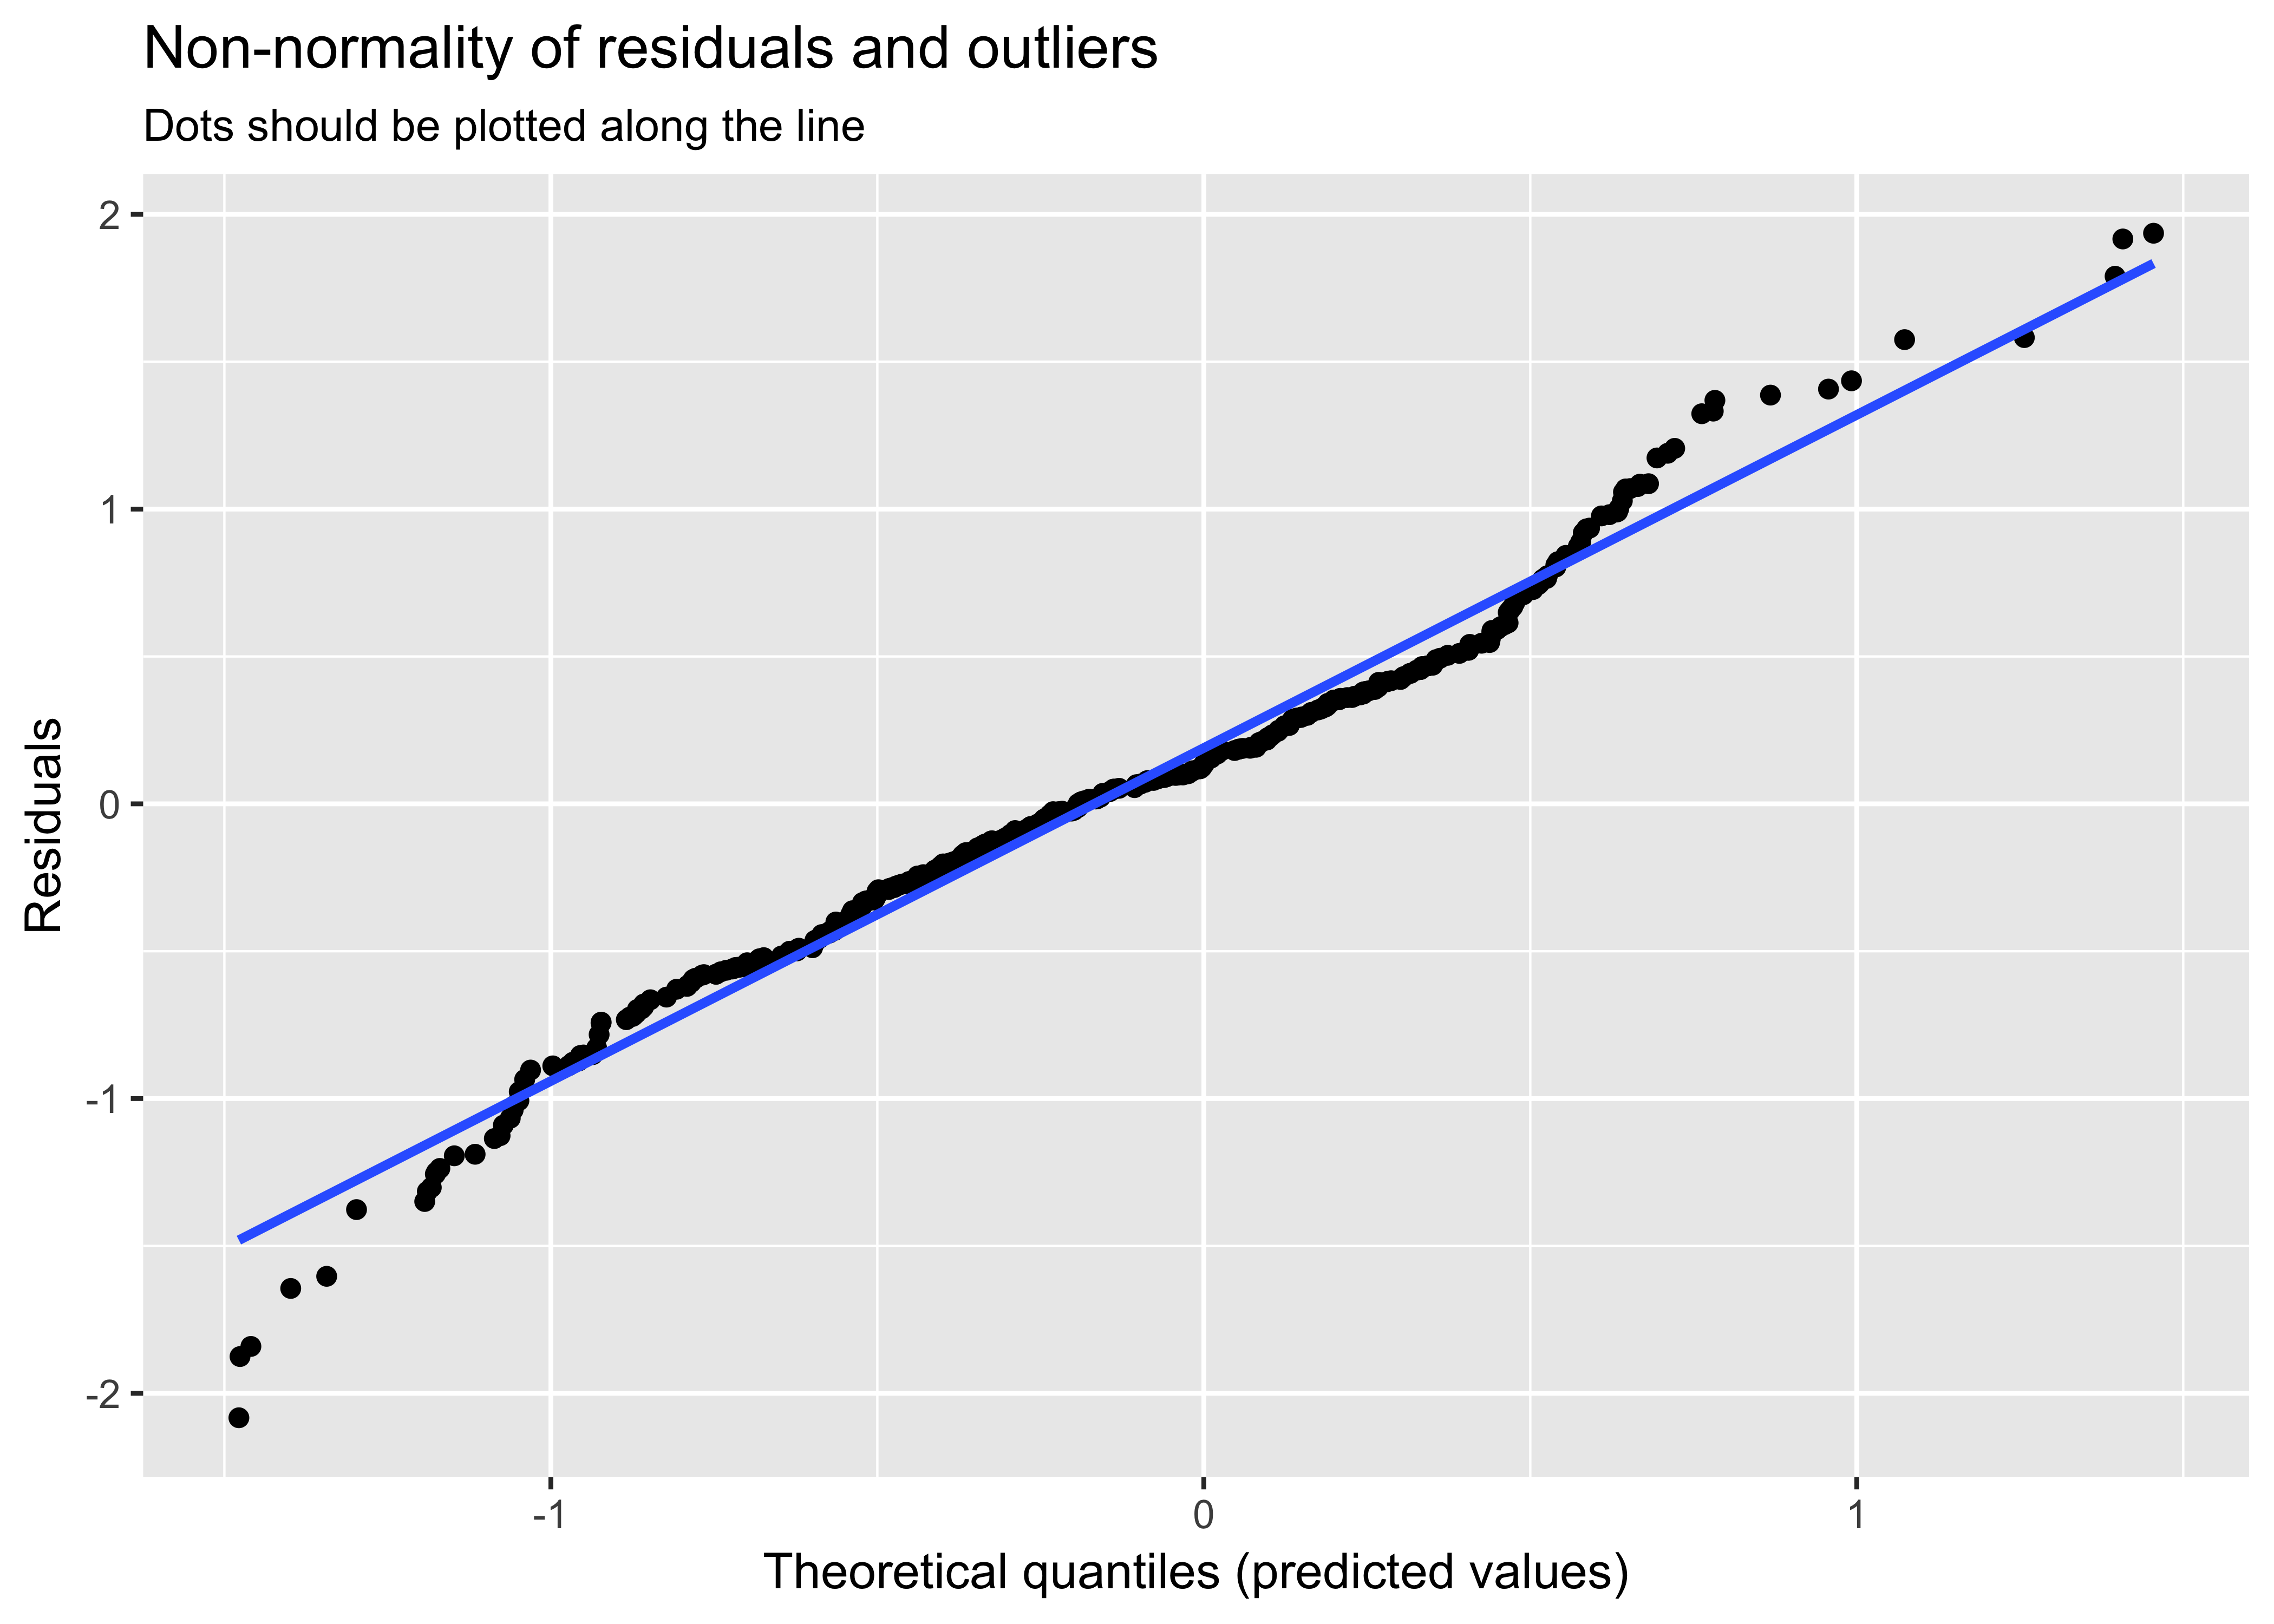 Non-normality of residuals and outliers
Dots should be plotted along the line
2
1
0
-1
-2
Residuals
-1
0
1
Theoretical quantiles (predicted values)